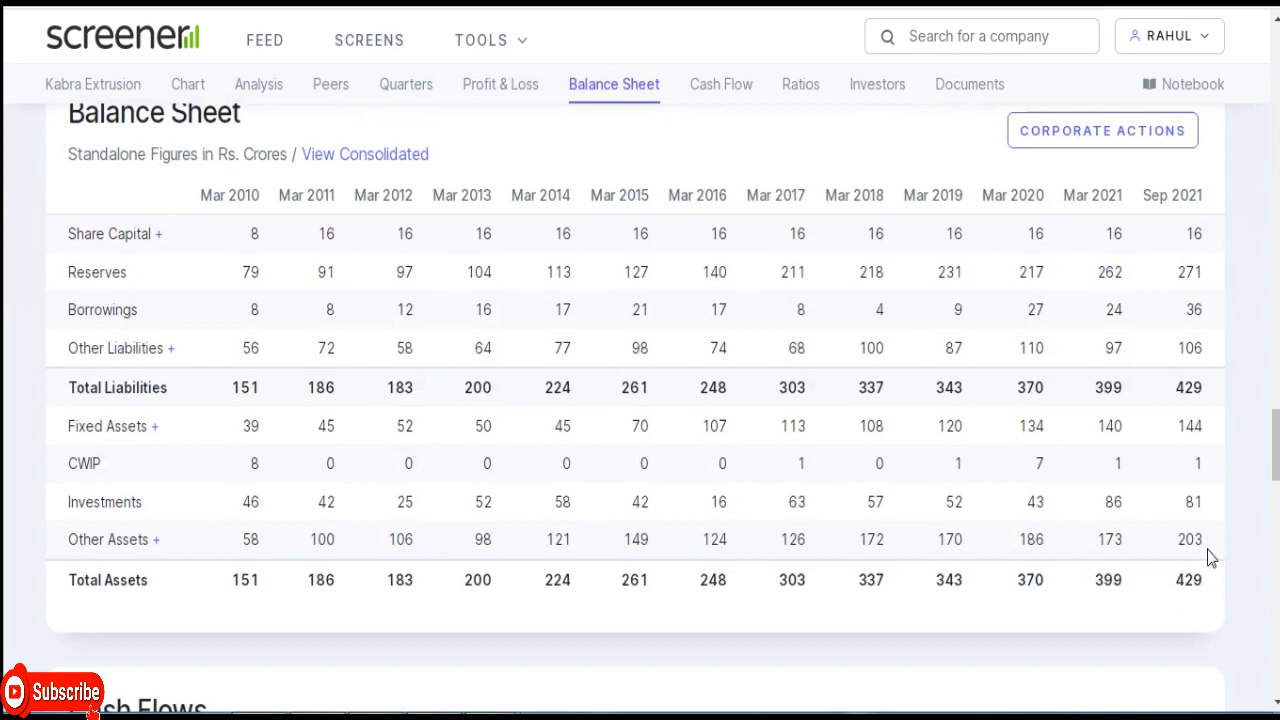 screener FEED SCREENS TOOLS Search for a company RAHUL
Kabra Extrusion Chart Analysis Peers Quarters Profit & Loss Balance Sheet Cash Flow Ratios Investors Documents Notebook
Balance Sheet
CORPORATE ACTIONS
Standalone Figures in Rs. Crores / View Consolidated
Mar 2010 Mar 2011 Mar 2012 Mar 2013 Mar 2014 Mar 2015 Mar 2016 Mar 2017 Mar 2018 Mar 2019 Mar 2020 Mar 2021 Sep 2021
Share Capital + 8 16 16 16 16 16 16 16 16 16 16 16 16
Reserves 79 91 97 104 113 127 140 211 218 231 217 262 271
Borrowings 8 8 12 16 17 21 17 8 4 9 27 24 36
Other Liabilities + 56 72 58 64 77 98 74 68 100 87 110 97 106
Total Liabilities 151 186 183 200 224 261 248 303 337 343 370 399 429
Fixed Assets + 39 45 52 50 45 70 107 113 108 120 134 140 144
CWIP 8 0 0 0 0 0 0 1 0 1 7 1 1
Investments 46 42 25 52 58 42 16 63 57 52 43 86 81
Other Assets + 58 100 106 98 121 149 124 126 172 170 186 173 203
Total Assets 151 186 183 200 224 261 248 303 337 343 370 399 429
Subscribe
Cash Flows